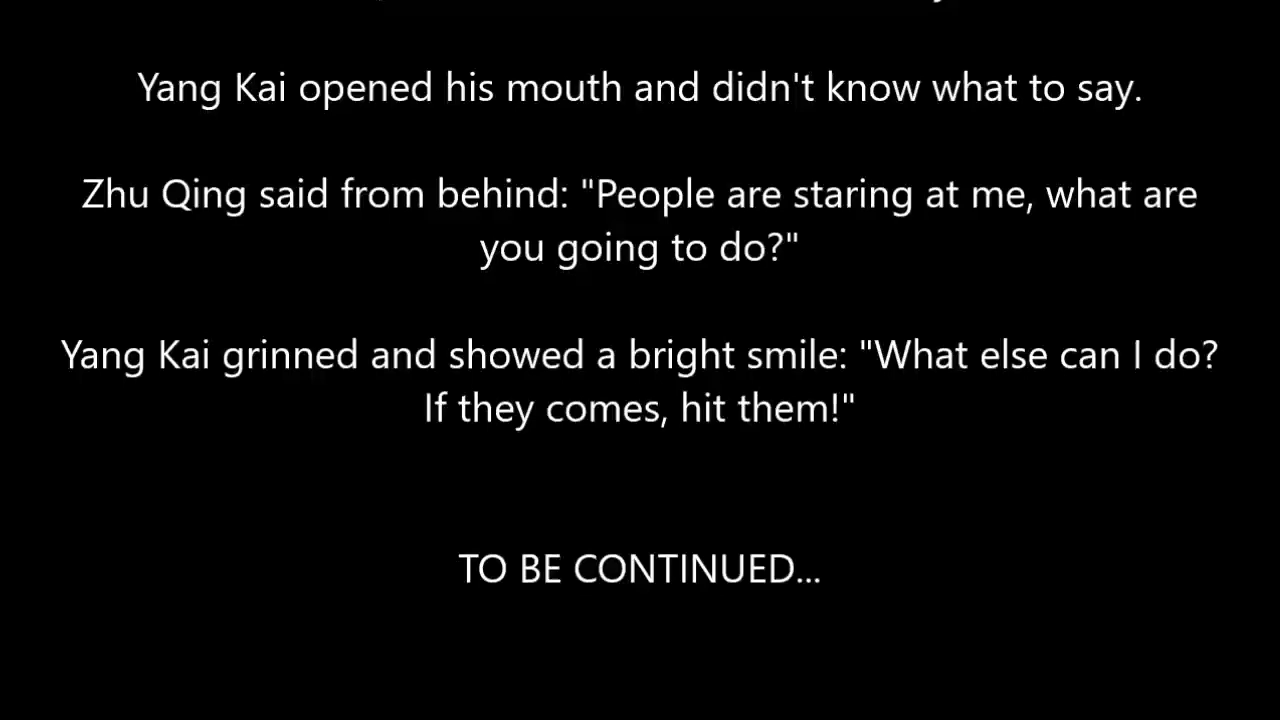 Yang Kai opened his mouth and didn't know what to say.
Zhu Qing said from behind: "People are staring at me, what are
you going to do?"
Yang Kai grinned and showed a bright smile: "What else can I do?
If they comes, hit them!"
TO BE CONTINUED...